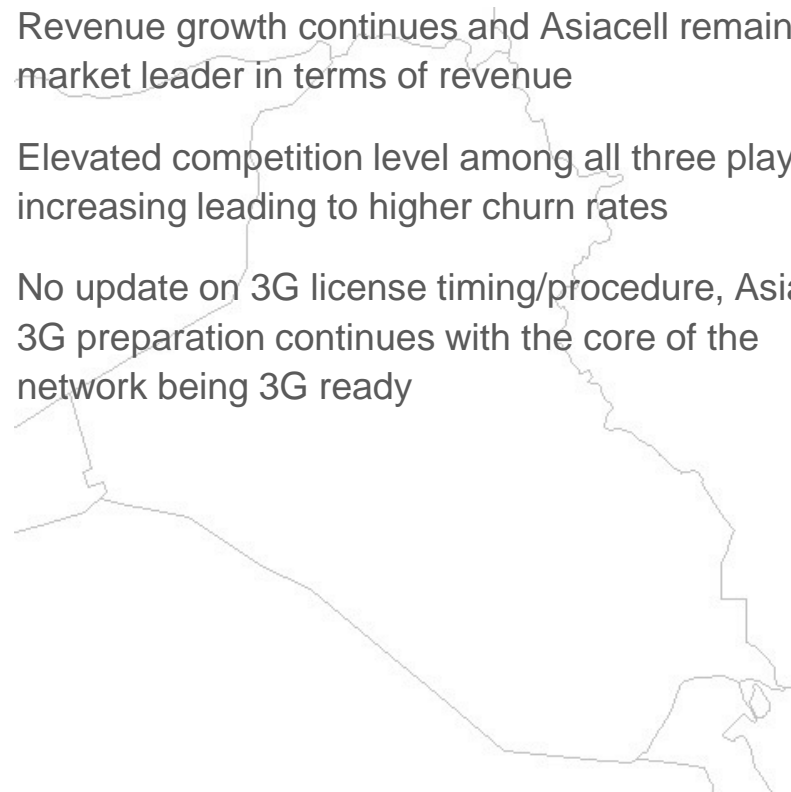 Revenue growth continues and Asiacell remain
market leader in terms of revenue
Elevated competition level among all three play
increasing leading to higher churn rates
No update on 3G license timing/procedure, Asia
3G preparation continues with the core of the
network being 3G ready